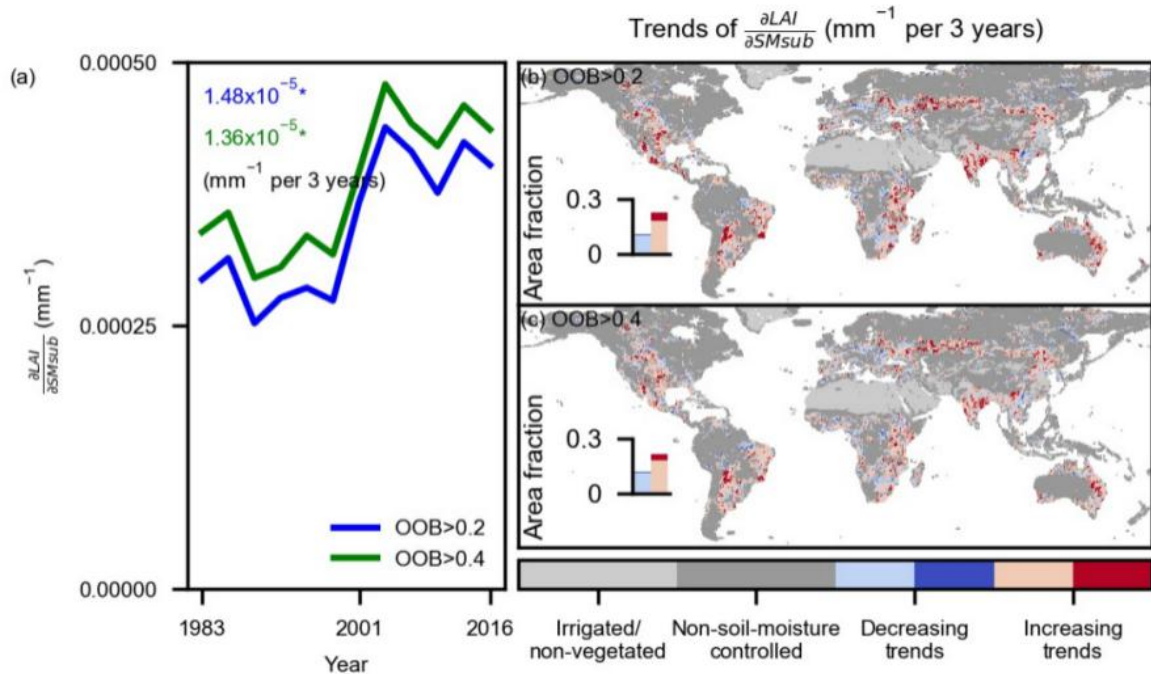 Trends of ∂LAI/∂SMsub (mm⁻¹ per 3 years)
(a)
0.00050
0.00025
0.00000
∂LAI/∂SMsub (mm⁻¹)
1.48x10⁻⁵*
1.36x10⁻⁵*
(mm⁻¹ per 3 years)
OOB>0.2
OOB>0.4
1983
2001
2016
Year
(b) OOB>0.2
Area fraction
0.3
0
(c) OOB>0.4
Area fraction
0.3
0
Irrigated/
non-vegetated
Non-soil-moisture
controlled
Decreasing
trends
Increasing
trends